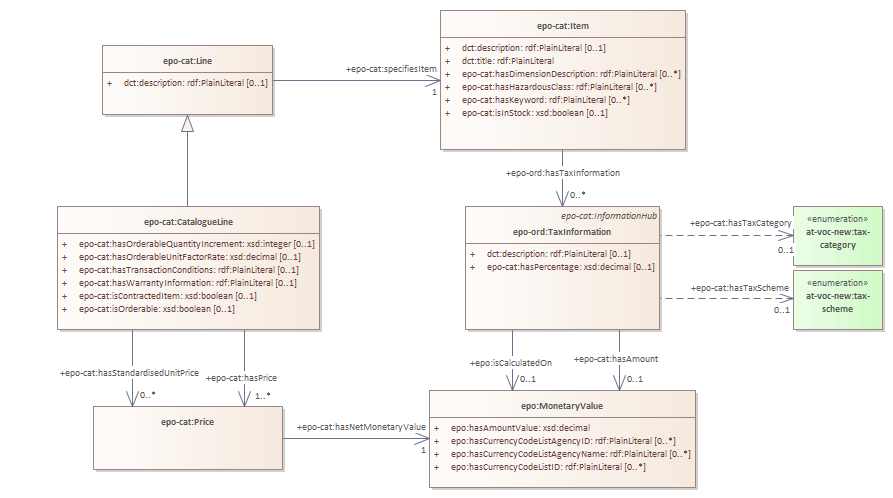 epo-cat:Item
+ dct:description: rdf:PlainLiteral [0..1]
+ dct:title: rdf:PlainLiteral
+ epo-cat:hasDimensionDescription: rdf:PlainLiteral [0..*]
+ epo-cat:hasHazardousClass: rdf:PlainLiteral [0..*]
+ epo-cat:hasKeyword: rdf:PlainLiteral [0..*]
+ epo-cat:isInStock: xsd:boolean [0..1]
epo-cat:Line
+ dct:description: rdf:PlainLiteral [0..1]
+epo-cat:specifiesItem
1
+epo-ord:hasTaxInformation
0..*
epo-cat:CatalogueLine
+ epo-cat:hasOrderableQuantityIncrement: xsd:integer [0..1]
+ epo-cat:hasOrderableUnitFactorRate: xsd:decimal [0..1]
+ epo-cat:hasTransactionConditions: rdf:PlainLiteral [0..1]
+ epo-cat:hasWarrantyInformation: rdf:PlainLiteral [0..1]
+ epo-cat:isContractedItem: xsd:boolean [0..1]
+ epo-cat:isOrderable: xsd:boolean [0..1]
epo-cat:InformationHub
epo-ord:TaxInformation
+ dct:description: rdf:PlainLiteral [0..1]
+ epo-cat:hasPercentage: xsd:decimal [0..1]
+epo-cat:hasTaxCategory
0..1
«enumeration»
at-voc-new:tax-
category
+epo-cat:hasTaxScheme
0..1
«enumeration»
at-voc-new:tax-
scheme
+epo-cat:hasStandardisedUnitPrice
0..*
+epo-cat:hasPrice
1..*
+epo:isCalculatedOn
0..1
+epo-cat:hasAmount
0..1
epo-cat:Price
+epo-cat:hasNetMonetaryValue
1
epo:MonetaryValue
+ epo:hasAmountValue: xsd:decimal
+ epo:hasCurrencyCodeListAgencyID: rdf:PlainLiteral [0..*]
+ epo:hasCurrencyCodeListAgencyName: rdf:PlainLiteral [0..*]
+ epo:hasCurrencyCodeListID: rdf:PlainLiteral [0..*]